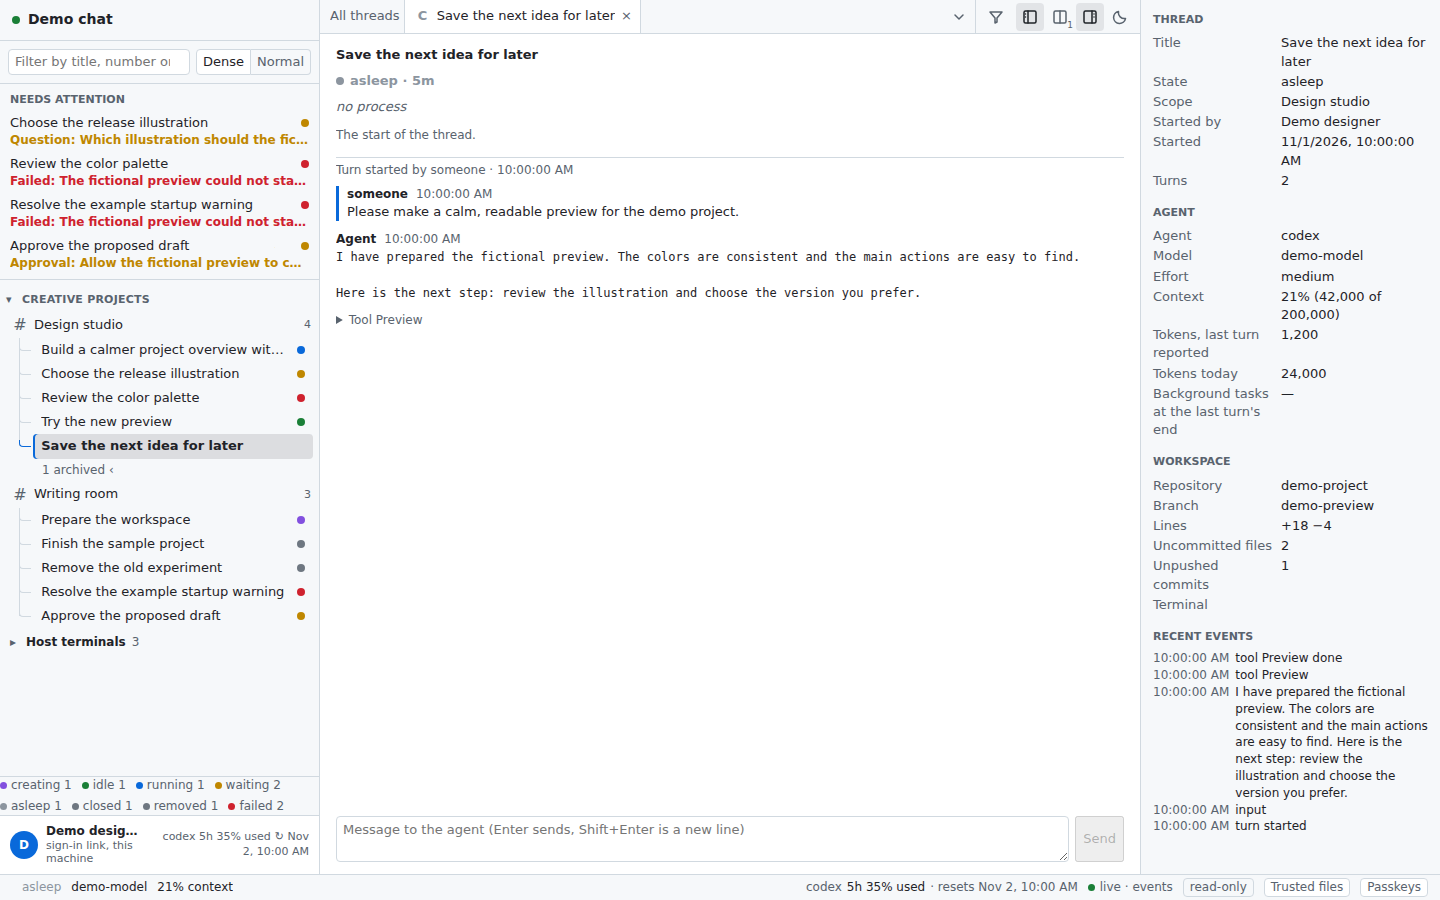 Demo chat
Filter by title, number or
Dense Normal
NEEDS ATTENTION
Choose the release illustration
Question: Which illustration should the fic...
Review the color palette
Failed: The fictional preview could not sta...
Resolve the example startup warning
Failed: The fictional preview could not sta...
Approve the proposed draft
Approval: Allow the fictional preview to c...
▾ CREATIVE PROJECTS
# Design studio 4
Build a calmer project overview wit...
Choose the release illustration
Review the color palette
Try the new preview
Save the next idea for later
1 archived ‹
# Writing room 3
Prepare the workspace
Finish the sample project
Remove the old experiment
Resolve the example startup warning
Approve the proposed draft
▸ Host terminals 3
creating 1 idle 1 running 1 waiting 2
asleep 1 closed 1 removed 1 failed 2
D
Demo desig...
sign-in link, this
machine
codex 5h 35% used ↻ Nov
2, 10:00 AM
All threads
C Save the next idea for later ×
1
Save the next idea for later
asleep · 5m
no process
The start of the thread.
Turn started by someone · 10:00:00 AM
someone 10:00:00 AM
Please make a calm, readable preview for the demo project.
Agent 10:00:00 AM
I have prepared the fictional preview. The colors are consistent and the main actions are easy to find.
Here is the next step: review the illustration and choose the version you prefer.
▶ Tool Preview
Message to the agent (Enter sends, Shift+Enter is a new line)
Send
THREAD
Title Save the next idea for
later
State asleep
Scope Design studio
Started by Demo designer
Started 11/1/2026, 10:00:00
AM
Turns 2
AGENT
Agent codex
Model demo-model
Effort medium
Context 21% (42,000 of
200,000)
Tokens, last turn 1,200
reported
Tokens today 24,000
Background tasks —
at the last turn's
end
WORKSPACE
Repository demo-project
Branch demo-preview
Lines +18 −4
Uncommitted files 2
Unpushed 1
commits
Terminal
RECENT EVENTS
10:00:00 AM tool Preview done
10:00:00 AM tool Preview
10:00:00 AM I have prepared the fictional
preview. The colors are
consistent and the main actions
are easy to find. Here is the
next step: review the
illustration and choose the
version you prefer.
10:00:00 AM input
10:00:00 AM turn started
asleep demo-model 21% context
codex 5h 35% used · resets Nov 2, 10:00 AM live · events read-only Trusted files Passkeys